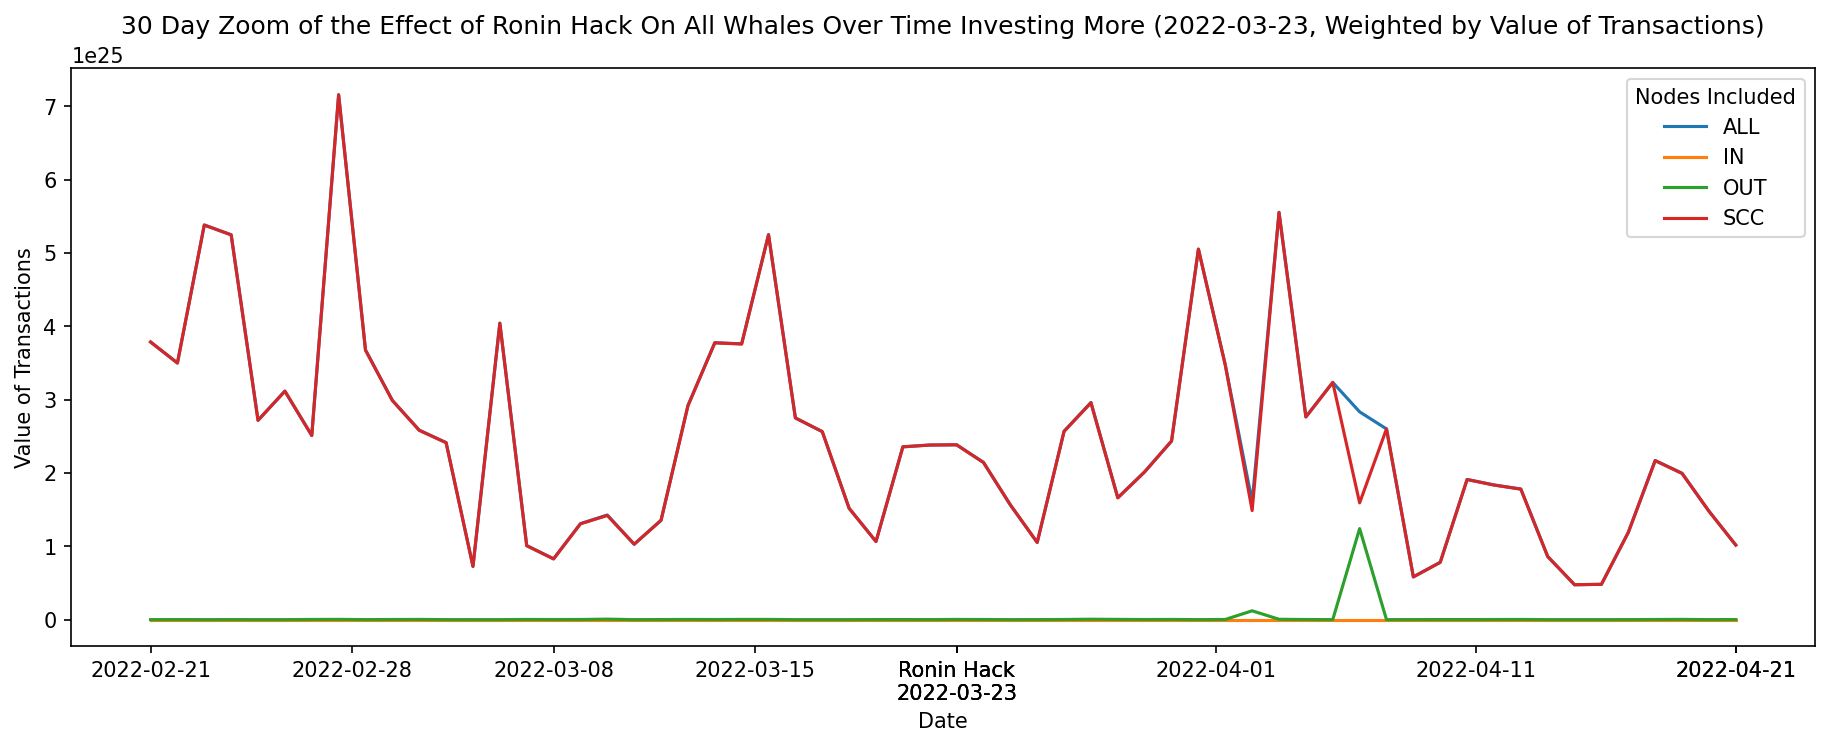 30 Day Zoom of the Effect of Ronin Hack On All Whales Over Time Investing More (2022-03-23, Weighted by Value of Transactions)
1e25
7
6
5
4
3
2
1
0
Value of Transactions
Nodes Included
ALL
IN
OUT
SCC
2022-02-21
2022-02-28
2022-03-08
2022-03-15
Ronin Hack
2022-03-23
2022-04-01
2022-04-11
2022-04-21
Date